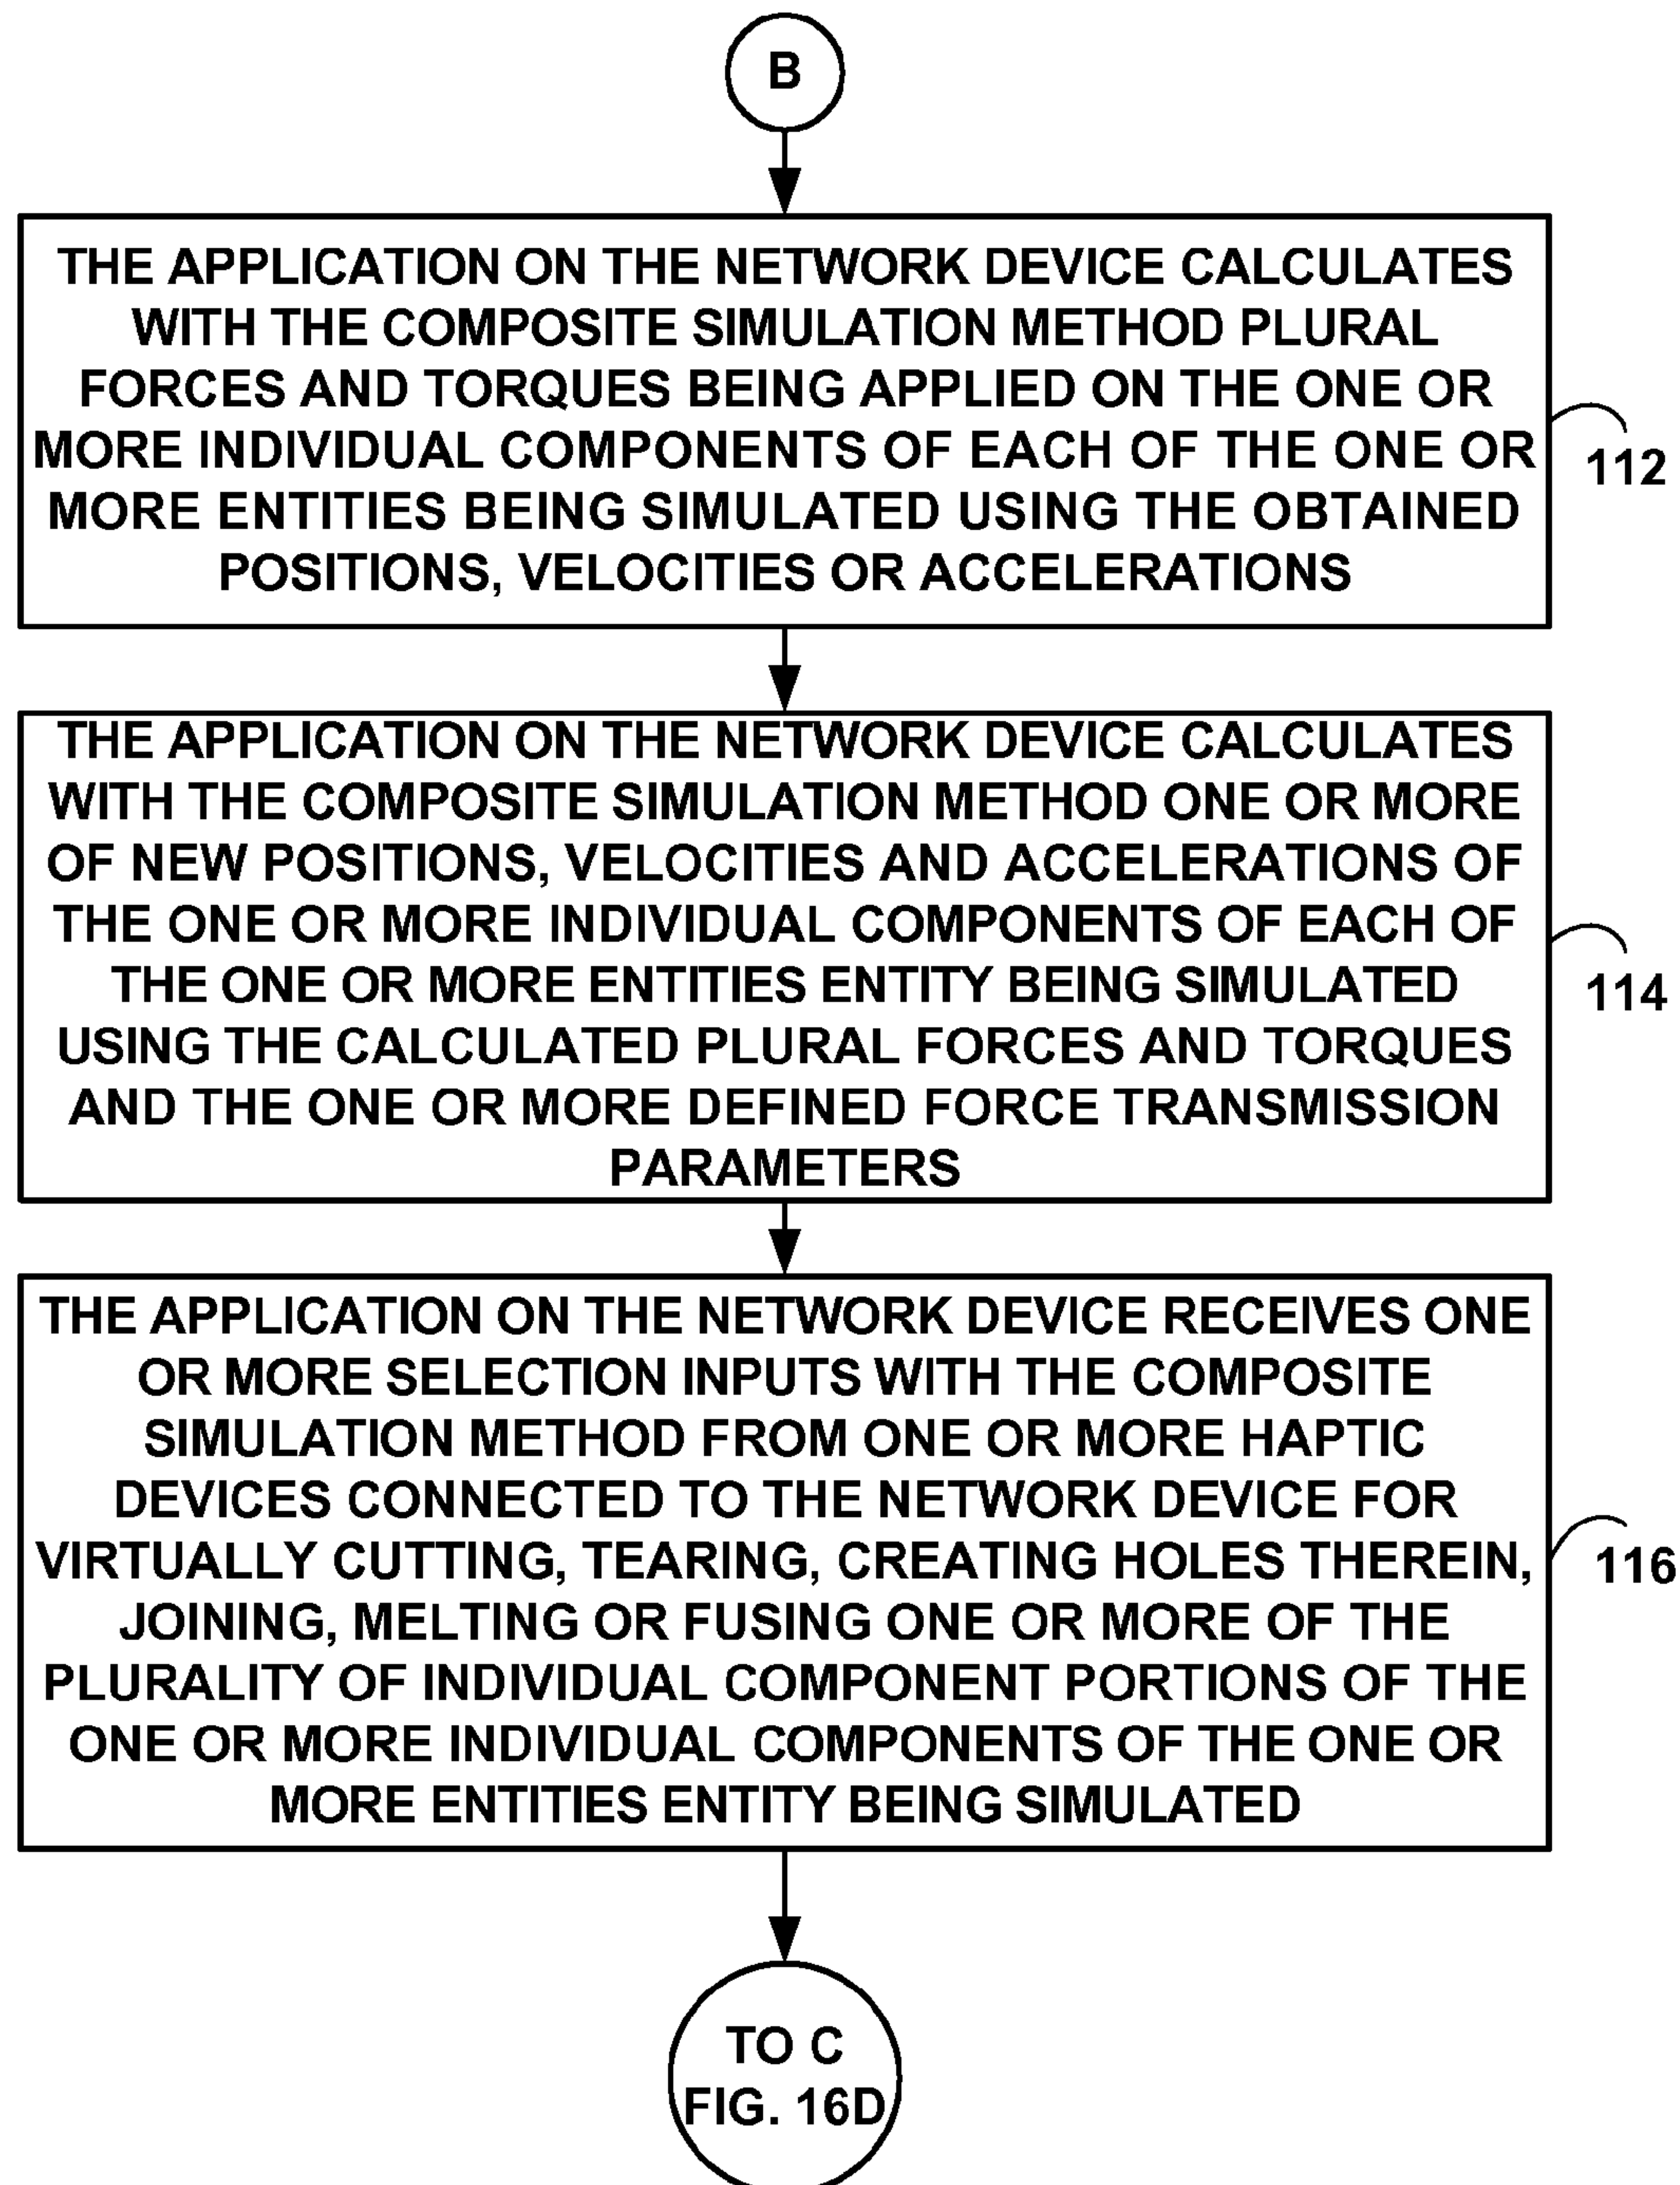 B
THE APPLICATION ON THE NETWORK DEVICE CALCULATES
WITH THE COMPOSITE SIMULATION METHOD PLURAL
FORCES AND TORQUES BEING APPLIED ON THE ONE OR
MORE INDIVIDUAL COMPONENTS OF EACH OF THE ONE OR
MORE ENTITIES BEING SIMULATED USING THE OBTAINED
POSITIONS, VELOCITIES OR ACCELERATIONS
112
THE APPLICATION ON THE NETWORK DEVICE CALCULATES
WITH THE COMPOSITE SIMULATION METHOD ONE OR MORE
OF NEW POSITIONS, VELOCITIES AND ACCELERATIONS OF
THE ONE OR MORE INDIVIDUAL COMPONENTS OF EACH OF
THE ONE OR MORE ENTITIES ENTITY BEING SIMULATED
USING THE CALCULATED PLURAL FORCES AND TORQUES
AND THE ONE OR MORE DEFINED FORCE TRANSMISSION
PARAMETERS
114
THE APPLICATION ON THE NETWORK DEVICE RECEIVES ONE
OR MORE SELECTION INPUTS WITH THE COMPOSITE
SIMULATION METHOD FROM ONE OR MORE HAPTIC
DEVICES CONNECTED TO THE NETWORK DEVICE FOR
VIRTUALLY CUTTING, TEARING, CREATING HOLES THEREIN,
JOINING, MELTING OR FUSING ONE OR MORE OF THE
PLURALITY OF INDIVIDUAL COMPONENT PORTIONS OF THE
ONE OR MORE INDIVIDUAL COMPONENTS OF THE ONE OR
MORE ENTITIES ENTITY BEING SIMULATED
116
TO C
FIG. 16D